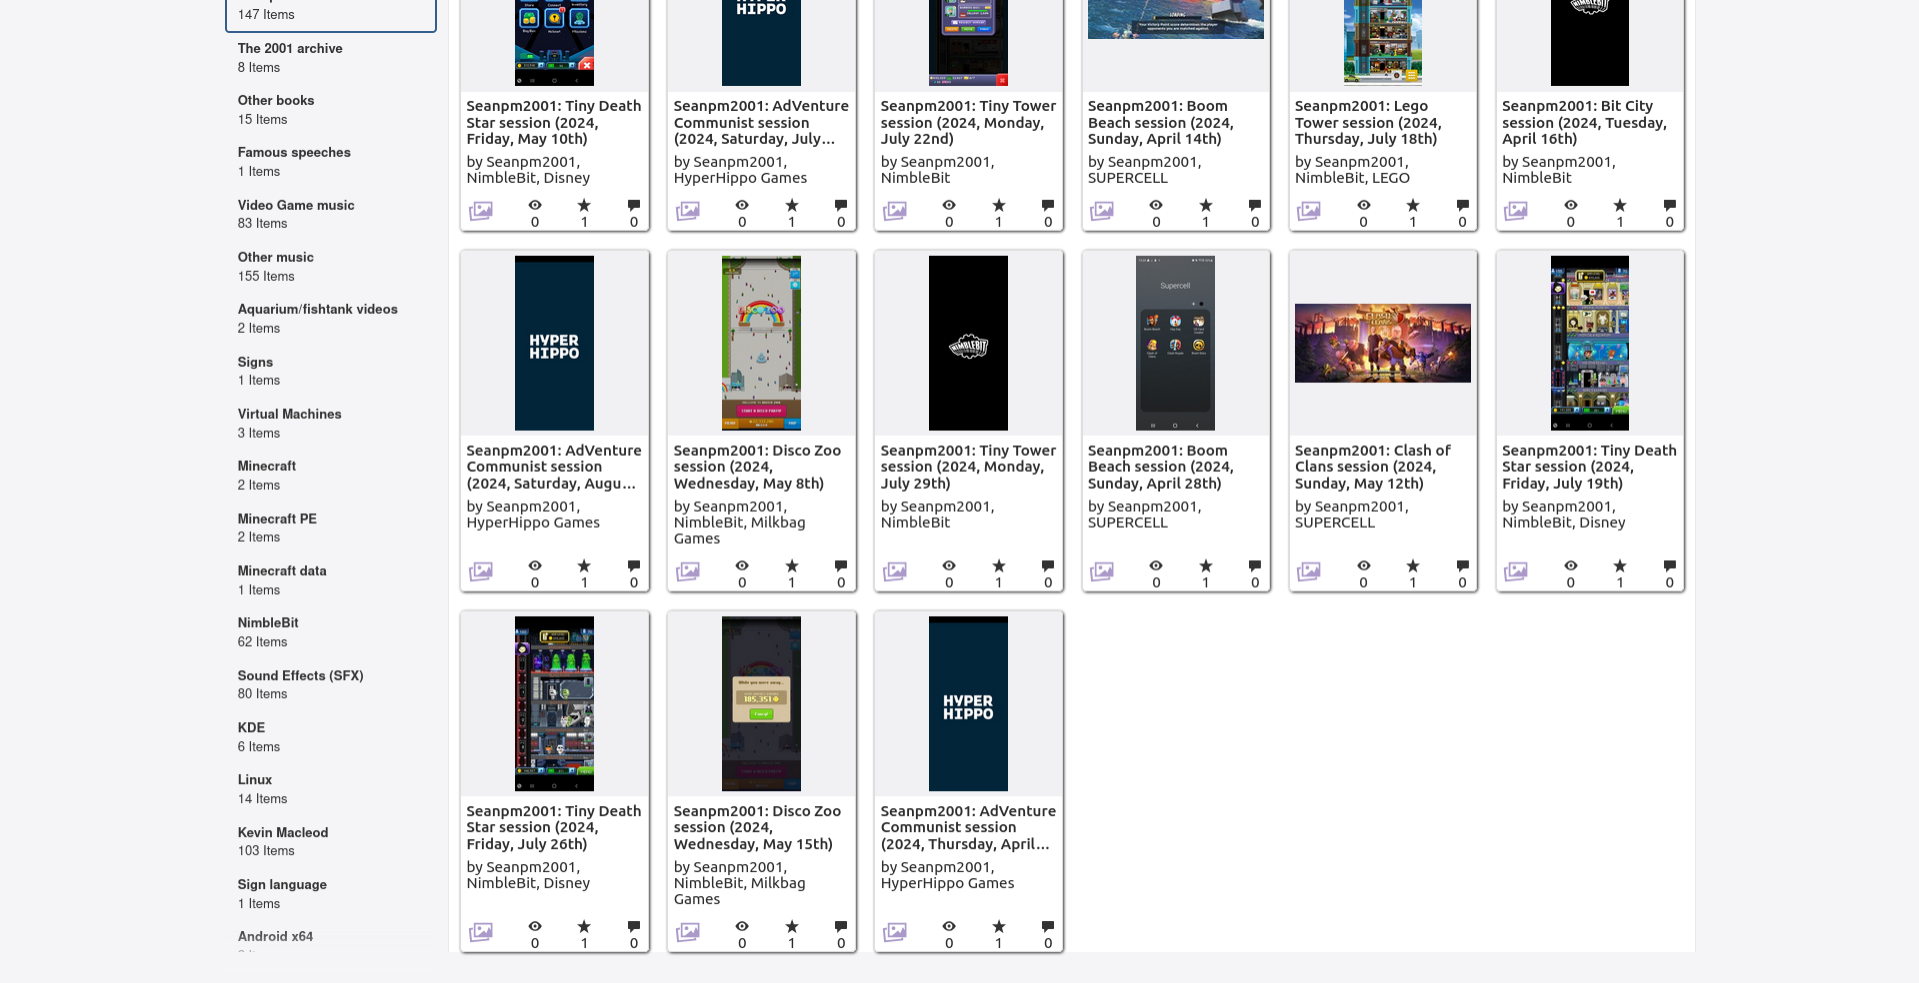 147 Items
The 2001 archive
8 Items
Other books
15 Items
Famous speeches
1 Items
Video Game music
83 Items
Other music
155 Items
Aquarium/fishtank videos
2 Items
Signs
1 Items
Virtual Machines
3 Items
Minecraft
2 Items
Minecraft PE
2 Items
Minecraft data
1 Items
NimbleBit
62 Items
Sound Effects (SFX)
80 Items
KDE
6 Items
Linux
14 Items
Kevin Macleod
103 Items
Sign language
1 Items
Android x64
HIPPO
Seanpm2001: Tiny Death
Star session (2024,
Friday, May 10th)
by Seanpm2001,
NimbleBit, Disney
0 1 0
Seanpm2001: AdVenture
Communist session
(2024, Saturday, July...
by Seanpm2001,
HyperHippo Games
0 1 0
Seanpm2001: Tiny Tower
session (2024, Monday,
July 22nd)
by Seanpm2001,
NimbleBit
0 1 0
Seanpm2001: Boom
Beach session (2024,
Sunday, April 14th)
by Seanpm2001,
SUPERCELL
0 1 0
Seanpm2001: Lego
Tower session (2024,
Thursday, July 18th)
by Seanpm2001,
NimbleBit, LEGO
0 1 0
Seanpm2001: Bit City
session (2024, Tuesday,
April 16th)
by Seanpm2001,
NimbleBit
0 1 0
HYPER
HIPPO
Seanpm2001: AdVenture
Communist session
(2024, Saturday, Augu...
by Seanpm2001,
HyperHippo Games
0 1 0
Seanpm2001: Disco Zoo
session (2024,
Wednesday, May 8th)
by Seanpm2001,
NimbleBit, Milkbag
Games
0 1 0
NIMBLEBIT
Seanpm2001: Tiny Tower
session (2024, Monday,
July 29th)
by Seanpm2001,
NimbleBit
0 1 0
Supercell
Seanpm2001: Boom
Beach session (2024,
Sunday, April 28th)
by Seanpm2001,
SUPERCELL
0 1 0
Seanpm2001: Clash of
Clans session (2024,
Sunday, May 12th)
by Seanpm2001,
SUPERCELL
0 1 0
Seanpm2001: Tiny Death
Star session (2024,
Friday, July 19th)
by Seanpm2001,
NimbleBit, Disney
0 1 0
Seanpm2001: Tiny Death
Star session (2024,
Friday, July 26th)
by Seanpm2001,
NimbleBit, Disney
0 1 0
While you were away...
185,351
Seanpm2001: Disco Zoo
session (2024,
Wednesday, May 15th)
by Seanpm2001,
NimbleBit, Milkbag
Games
0 1 0
HYPER
HIPPO
Seanpm2001: AdVenture
Communist session
(2024, Thursday, April...
by Seanpm2001,
HyperHippo Games
0 1 0